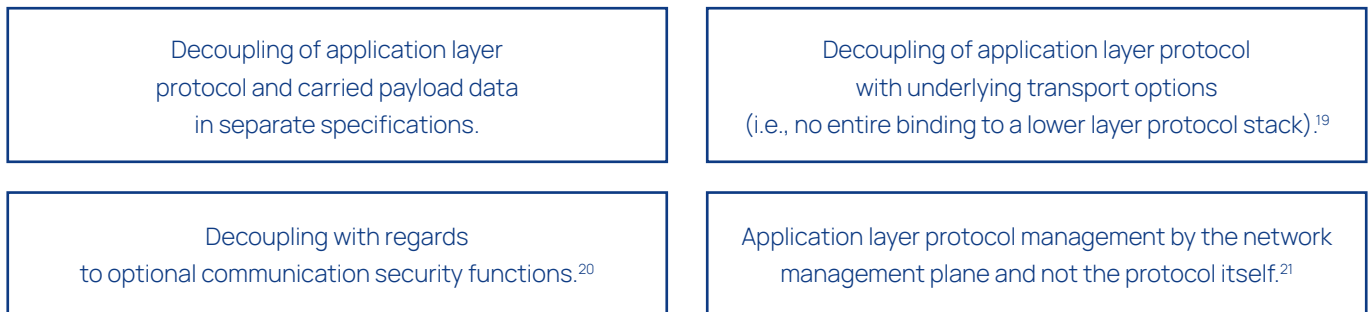 Decoupling of application layer
protocol and carried payload data
in separate specifications.
Decoupling of application layer protocol
with underlying transport options
(i.e., no entire binding to a lower layer protocol stack).¹⁹
Decoupling with regards
to optional communication security functions.²⁰
Application layer protocol management by the network
management plane and not the protocol itself.²¹